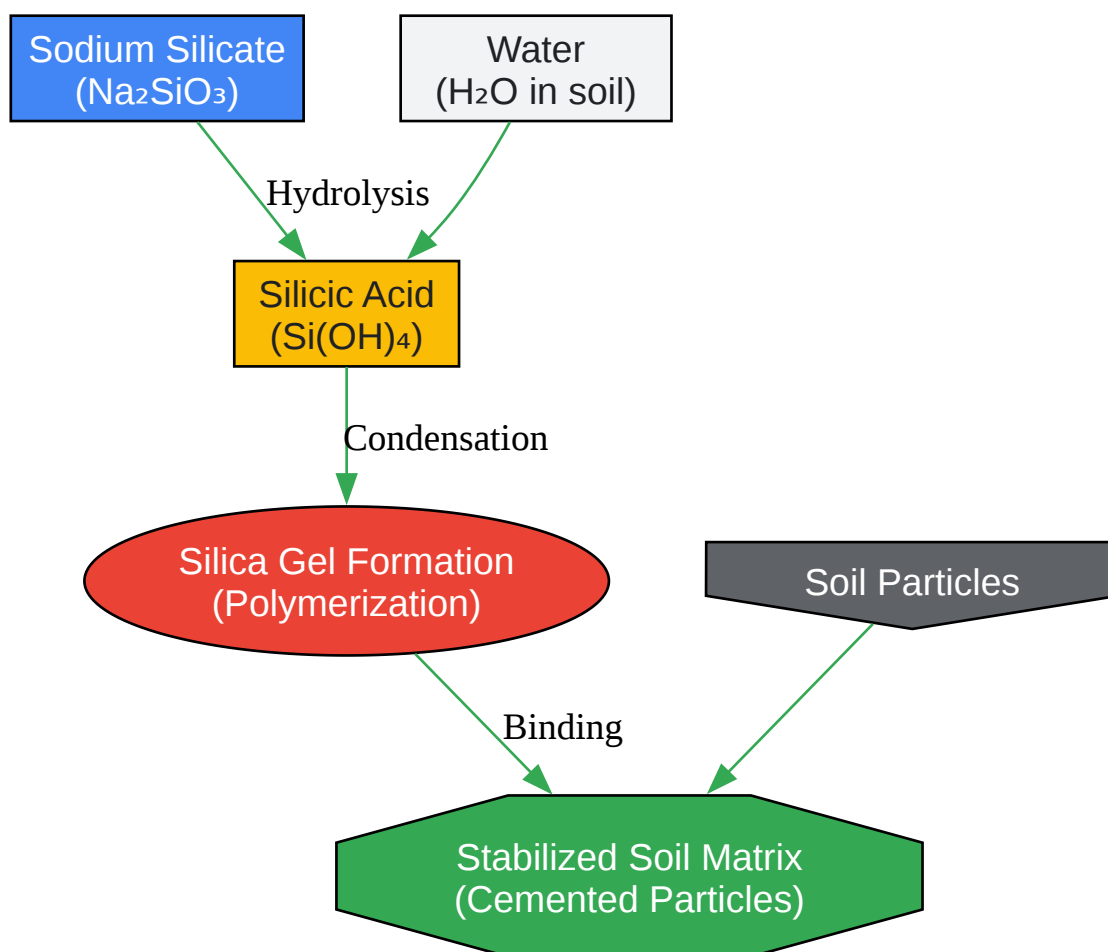 Sodium Silicate
(Na₂SiO₃)
Water
(H₂O in soil)
Hydrolysis
Silicic Acid
(Si(OH)₄)
Condensation
Silica Gel Formation
(Polymerization)
Soil Particles
Binding
Stabilized Soil Matrix
(Cemented Particles)